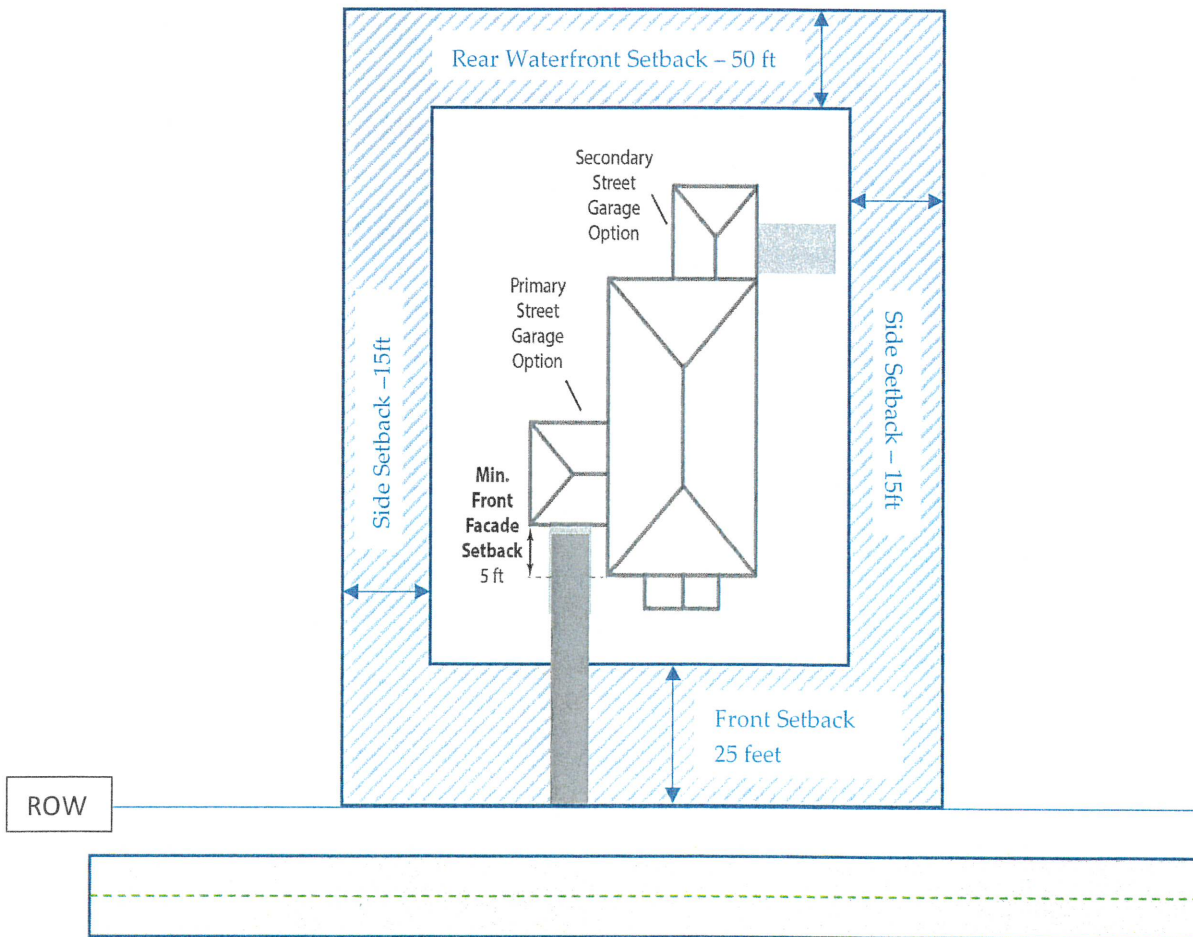 Rear Waterfront Setback – 50 ft
Secondary
Street
Garage
Option
Primary
Street
Garage
Option
Side Setback –15ft
Side Setback – 15ft
Min.
Front
Facade
Setback
5 ft
Front Setback
25 feet
ROW